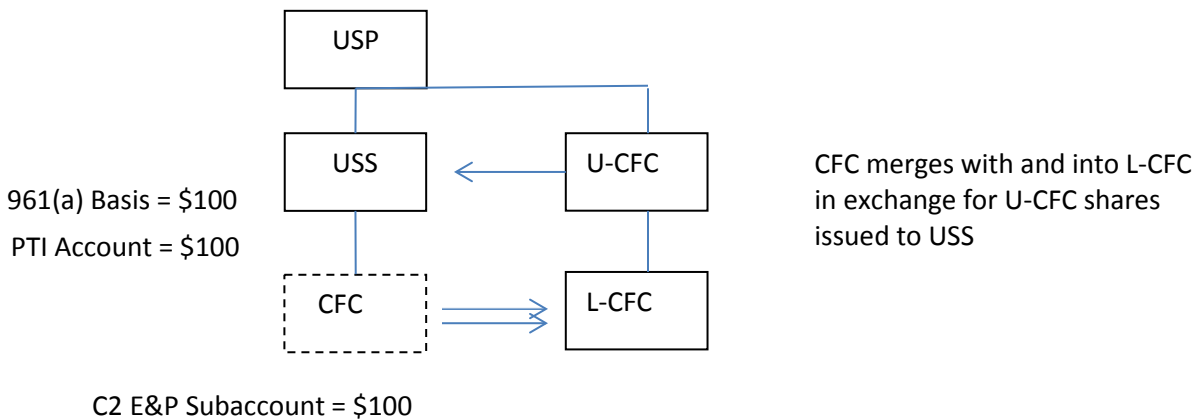 USP
USS
U-CFC
CFC merges with and into L-CFC
in exchange for U-CFC shares
issued to USS
961(a) Basis = $100
PTI Account = $100
CFC
L-CFC
C2 E&P Subaccount = $100